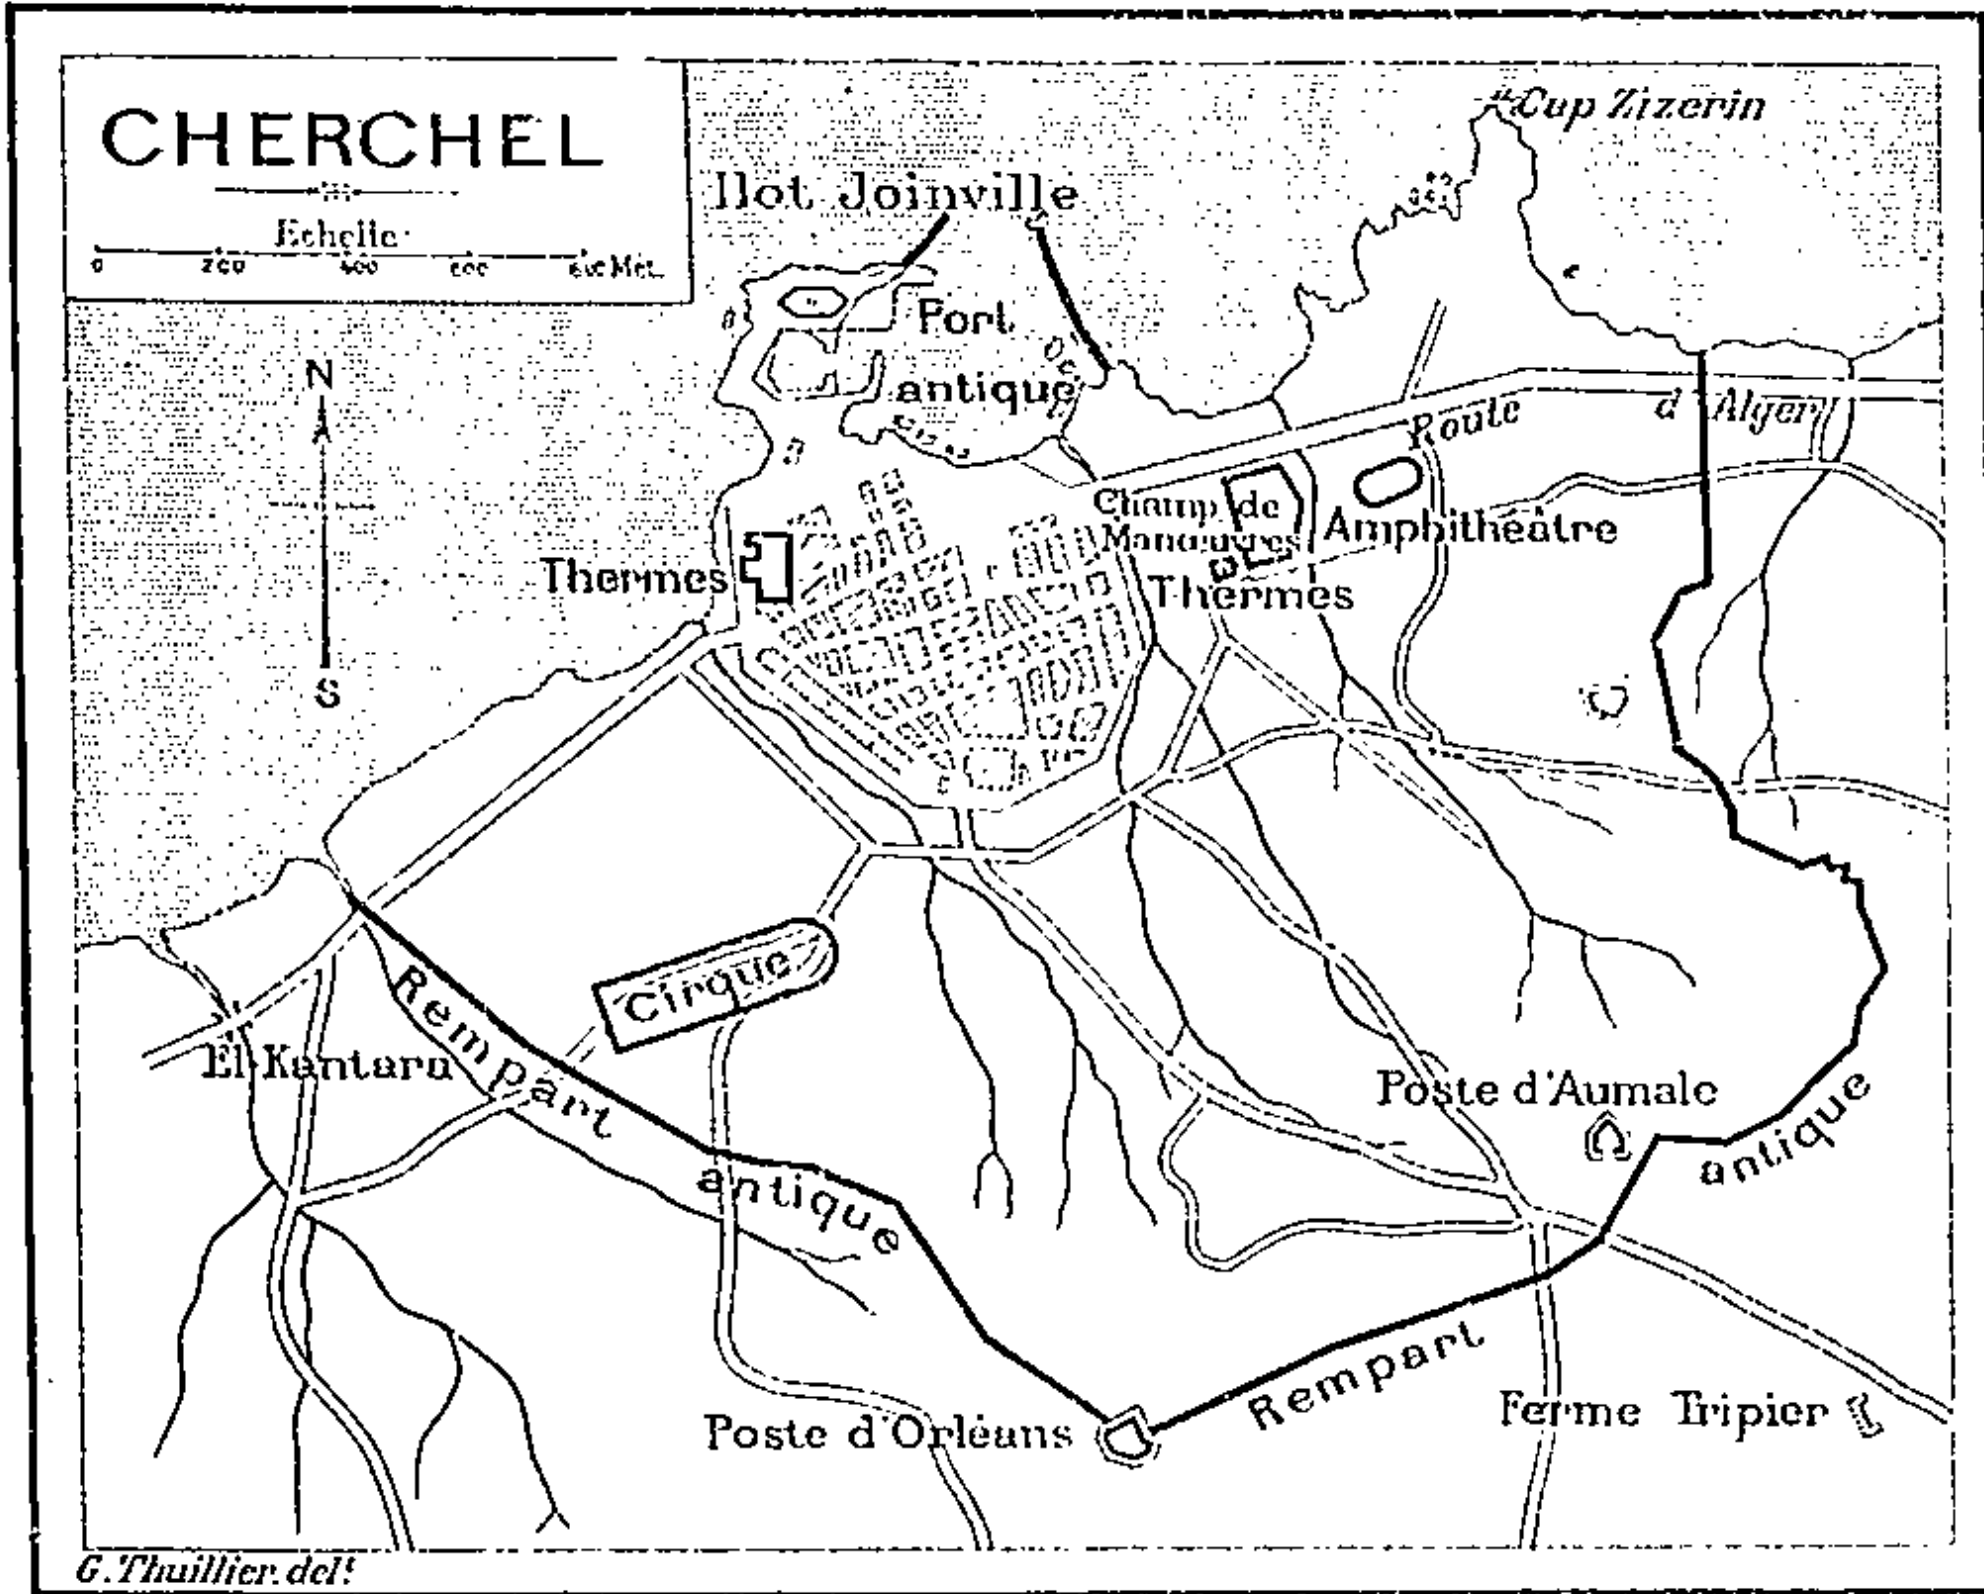 CHERCHEL
Echelle
0 200 400 600 800 Mèt.
Cap Zizerin
Ilot Joinville
Port
antique
N
S
Route d'Alger
Champ de
Manœuvres
Amphithéâtre
Thermes
Thermes
Cirque
Rempart antique
El-Kantara
Poste d'Aumale
Rempart antique
Poste d'Orléans
Ferme Tripier
G. Thuillier, delt